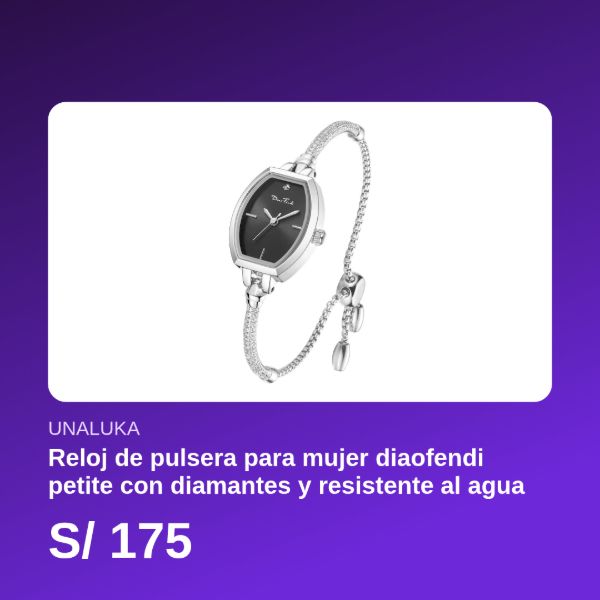 UNALUKA
Reloj de pulsera para mujer diaofendi
petite con diamantes y resistente al agua
S/ 175